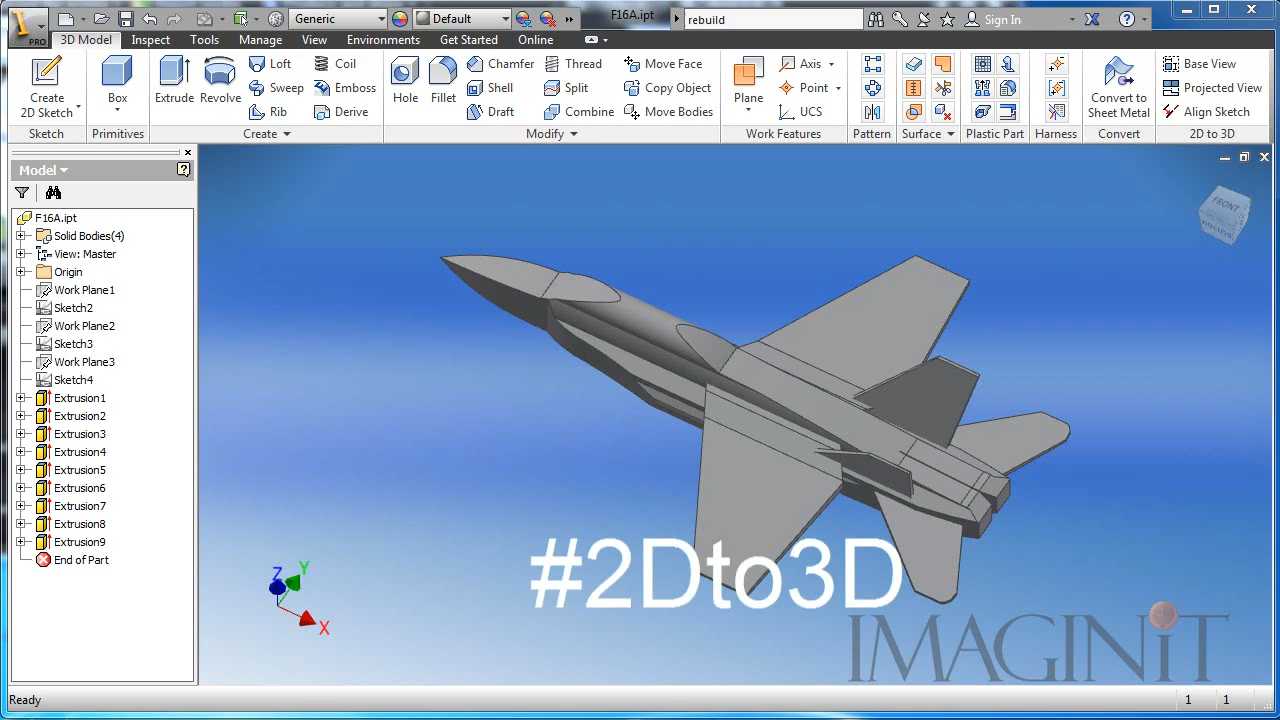 PRO
Generic
Default
F16A.ipt
rebuild
Sign In
3D Model
Inspect
Tools
Manage
View
Environments
Get Started
Online
Create
2D Sketch
Box
Extrude
Revolve
Loft
Sweep
Rib
Coil
Emboss
Derive
Hole
Fillet
Chamfer
Shell
Draft
Thread
Split
Combine
Move Face
Copy Object
Move Bodies
Plane
Axis
Point
UCS
Convert to
Sheet Metal
Base View
Projected View
Align Sketch
Sketch
Primitives
Create
Modify
Work Features
Pattern
Surface
Plastic Part
Harness
Convert
2D to 3D
Model
F16A.ipt
Solid Bodies(4)
View: Master
Origin
Work Plane1
Sketch2
Work Plane2
Sketch3
Work Plane3
Sketch4
Extrusion1
Extrusion2
Extrusion3
Extrusion4
Extrusion5
Extrusion6
Extrusion7
Extrusion8
Extrusion9
End of Part
FRONT
BOTTOM
Z
Y
X
#2Dto3D
IMAGINiT
Ready
1
1